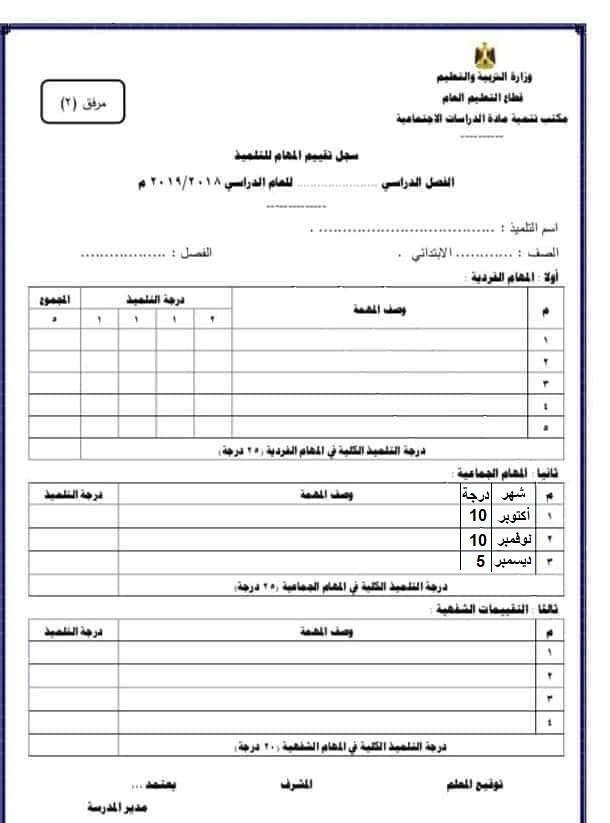 وزارة التربية والتعليم
قطاع التعليم العام
مكتب تنمية مادة الدراسات الاجتماعية
مرفق (٢)
سجل تقييم المهام للتلميذ
الفصل الدراسي ...................... للعام الدراسي ٢٠١٩/٢٠١٨ م
اسم التلميذ : ..................................... .
الصف : ............ الابتدائي .
الفصل : ..................
أولا : المهام الفردية :
م وصف المهمة درجة التلميذ المجموع
٢ ١ ١ ١ ٥
١
٢
٣
٤
٥
درجة التلميذ الكلية في المهام الفردية (٢٥ درجة)
ثانيا : المهام الجماعية :
م شهر درجة وصف المهمة درجة التلميذ
١ أكتوبر 10
٢ نوفمبر 10
٣ ديسمبر 5
درجة التلميذ الكلية في المهام الجماعية (٢٥ درجة)
ثالثا : التقييمات الشفهية :
م وصف المهمة درجة التلميذ
١
٢
٣
٤
درجة التلميذ الكلية في المهام الشفهية (٢٠ درجة)
توقيع المعلم المشرف يعتمد ...
مدير المدرسة